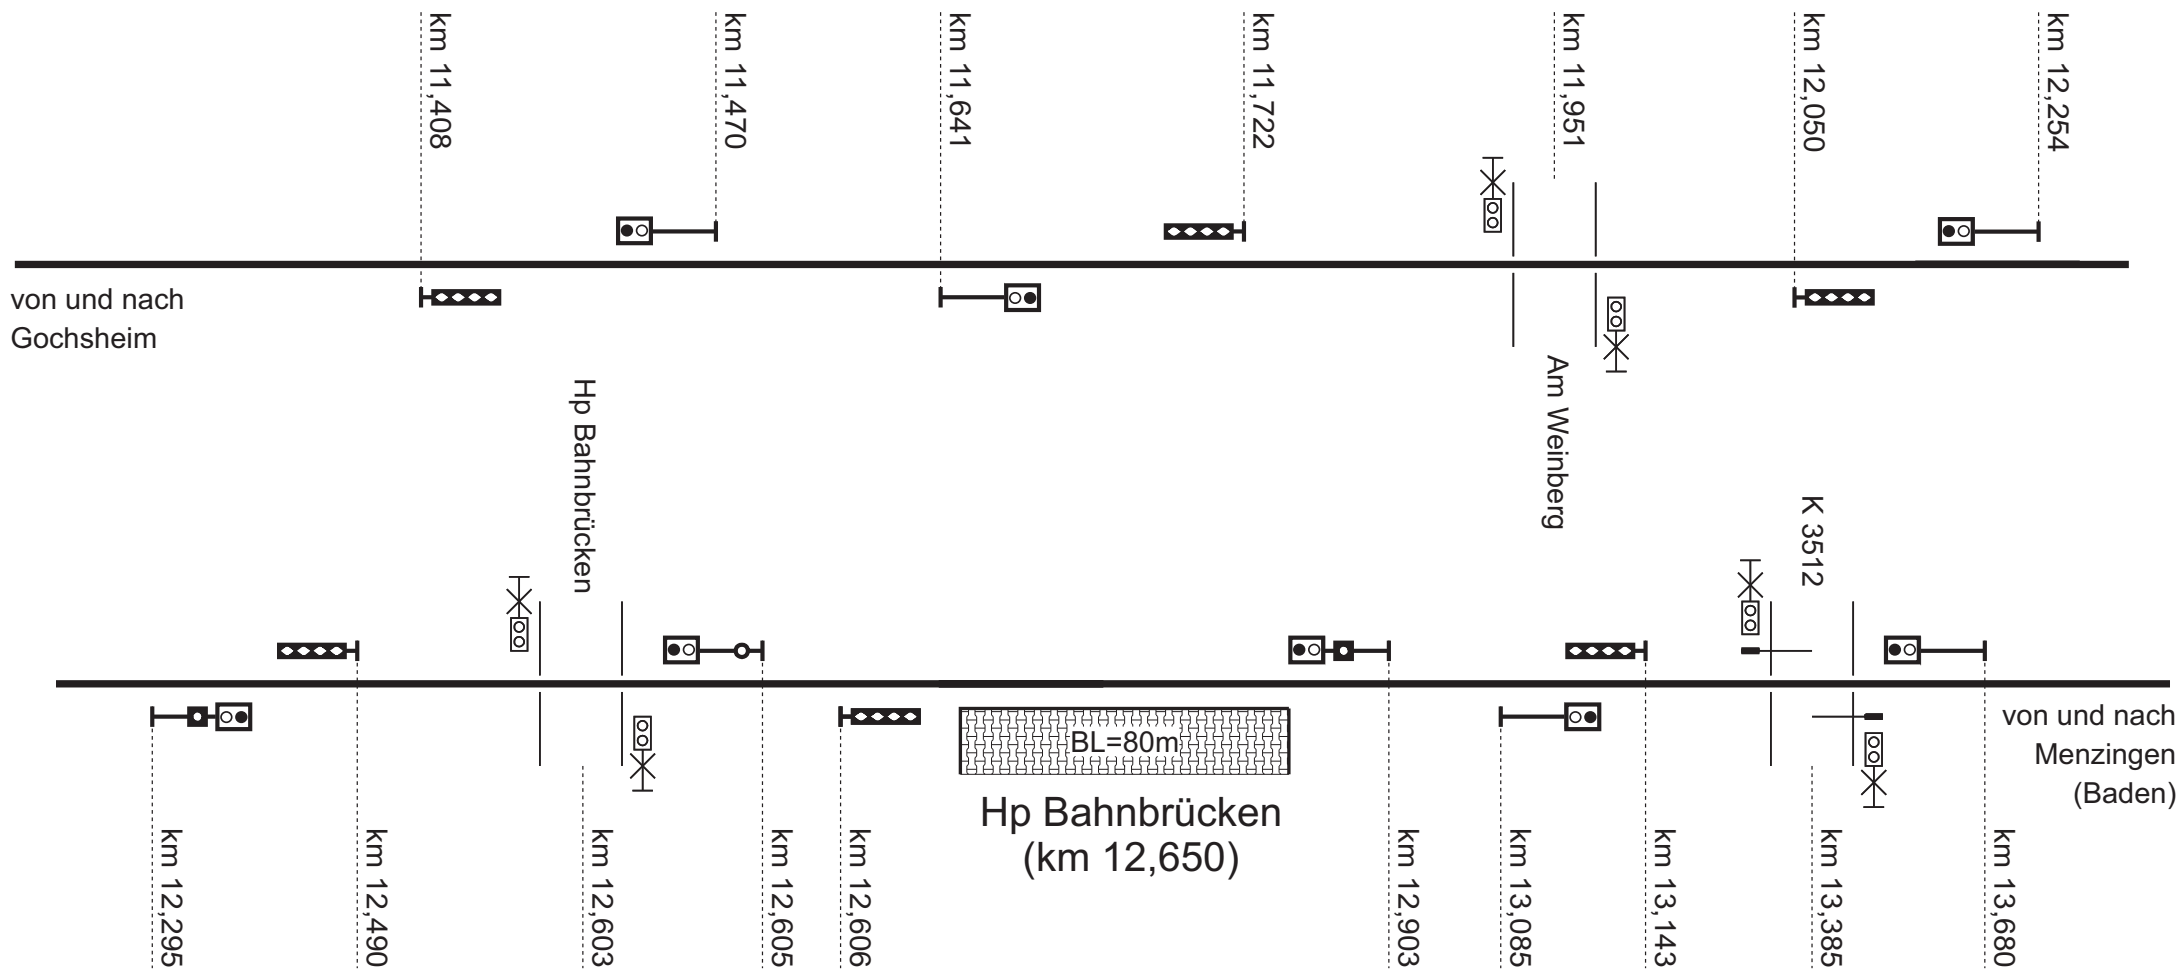 km 11,408
km 11,470
km 11,641
km 11,722
km 11,951
km 12,050
km 12,254
von und nach
Gochsheim
Am Weinberg
Hp Bahnbrücken
K 3512
BL=80m
von und nach
Menzingen
(Baden)
Hp Bahnbrücken
(km 12,650)
km 12,295
km 12,490
km 12,603
km 12,605
km 12,606
km 12,903
km 13,085
km 13,143
km 13,385
km 13,680